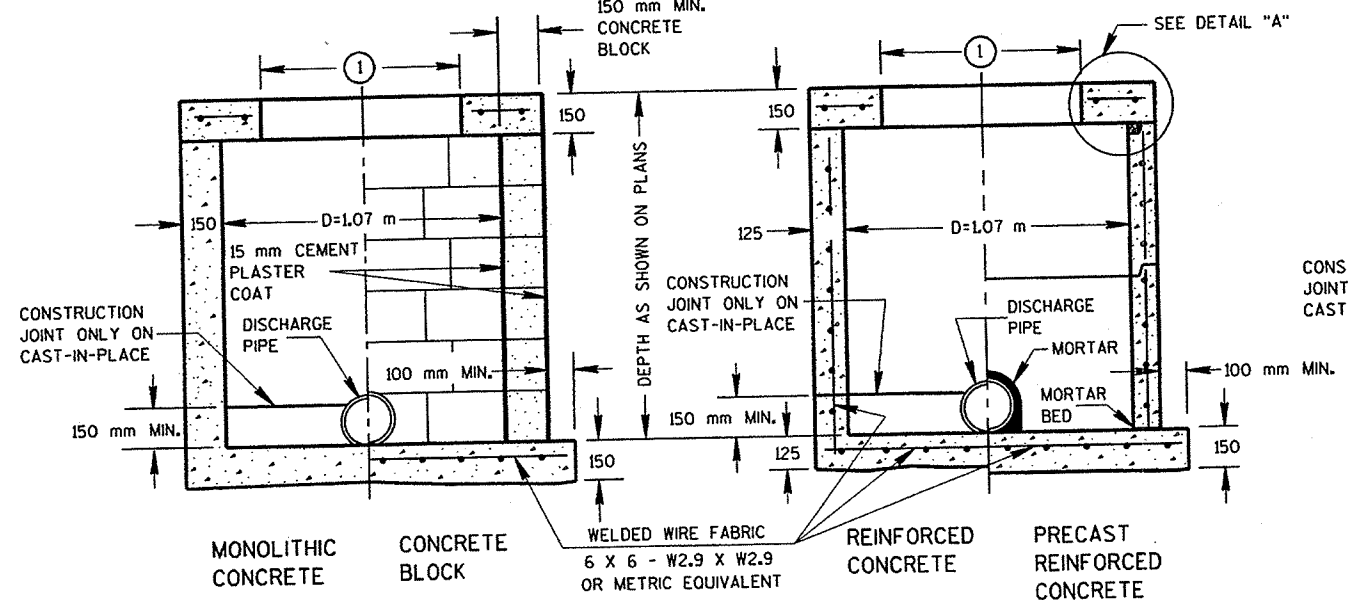 150 mm MIN.
CONCRETE
BLOCK
SEE DETAIL "A"
1
1
150
150
DEPTH AS SHOWN ON PLANS
150
D=1.07 m
125
D=1.07 m
15 mm CEMENT
PLASTER
COAT
CONSTRUCTION
JOINT ONLY ON
CAST-IN-PLACE
DISCHARGE
PIPE
CONSTRUCTION
JOINT ONLY ON
CAST-IN-PLACE
DISCHARGE
PIPE
CONS
JOINT
CAST
MORTAR
100 mm MIN.
100 mm MIN.
MORTAR
BED
150 mm MIN.
150 mm MIN.
150
125
150
MONOLITHIC
CONCRETE
CONCRETE
BLOCK
WELDED WIRE FABRIC
6 X 6 - W2.9 X W2.9
OR METRIC EQUIVALENT
REINFORCED
CONCRETE
PRECAST
REINFORCED
CONCRETE